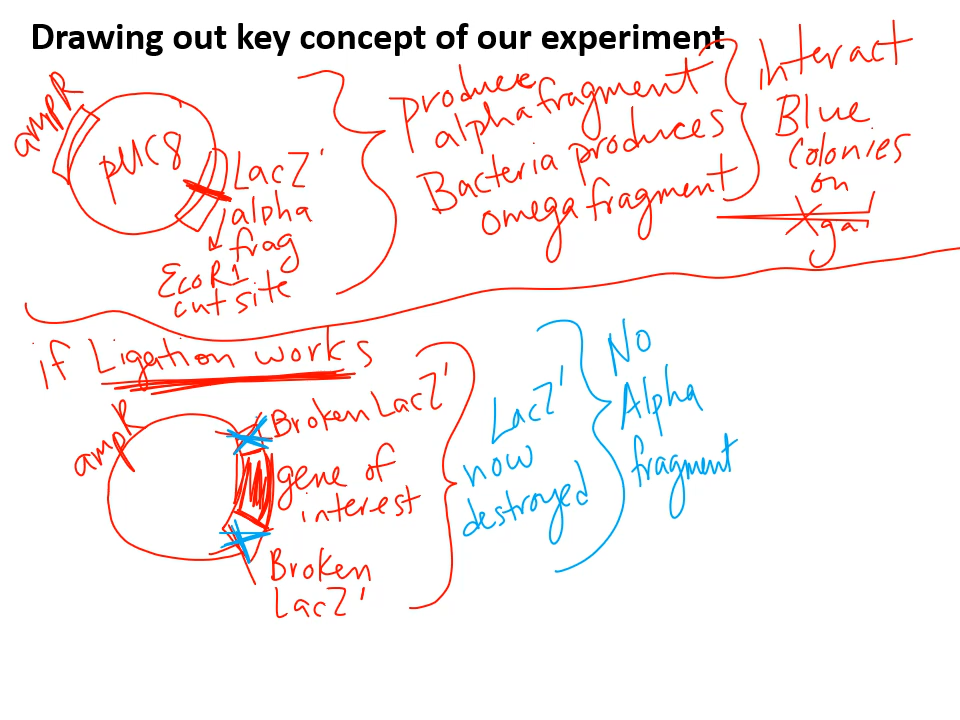 Drawing out key concept of our experiment
ampR
pUC8
LacZ'
alpha
frag
EcoR1
cut site
produce
alpha fragment
Bacteria produces
omega fragment
interact
Blue
Colonies
on
Xgal
if Ligation works
ampR
Broken LacZ'
gene of
interest
Broken
LacZ'
LacZ'
now
destroyed
No
Alpha
fragment